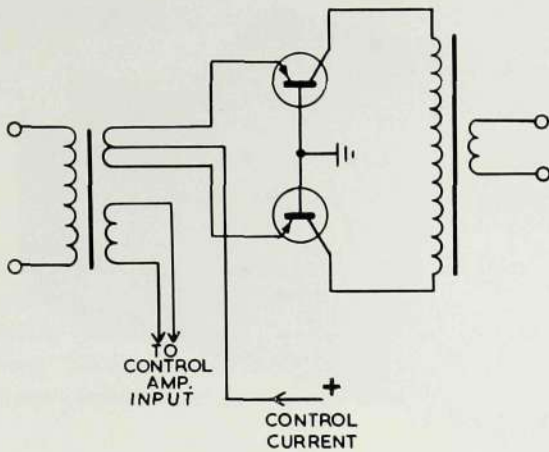 TO
CONTROL
AMP.
INPUT
+
CONTROL
CURRENT